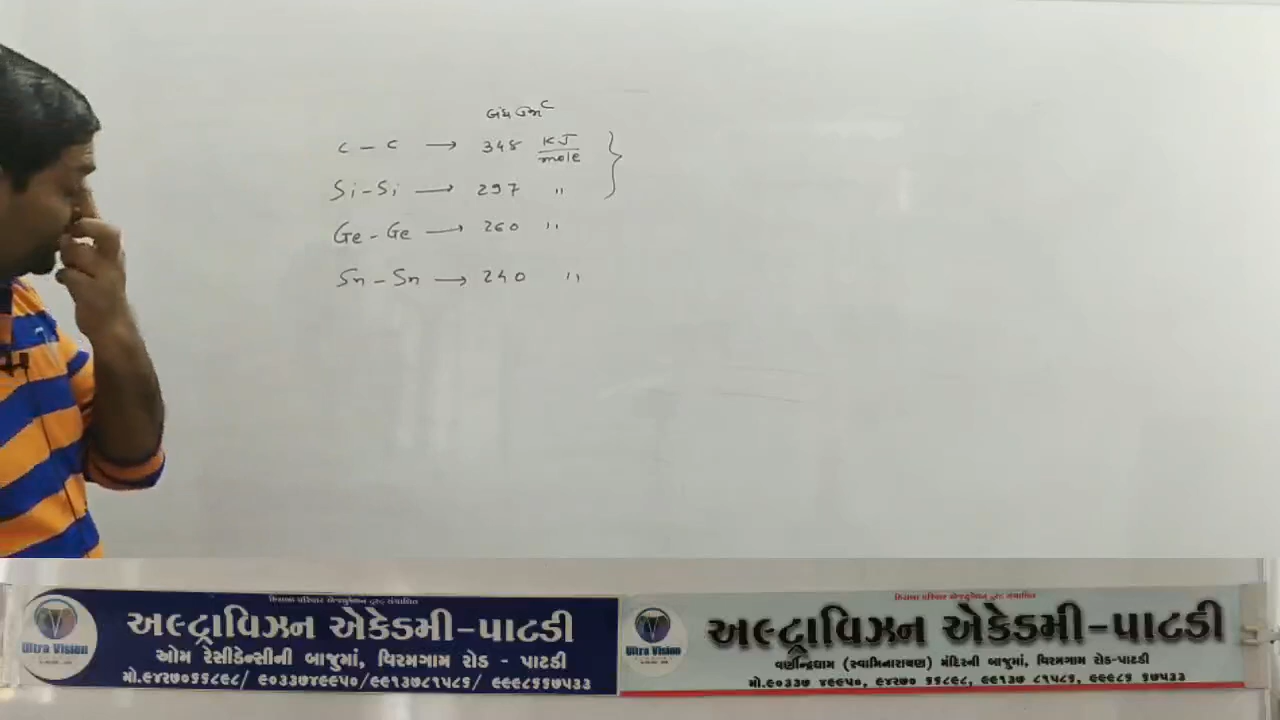 બંધ ઊર્જા
C - C → 348 KJ/mole
Si - Si → 297 "
Ge - Ge → 260 "
Sn - Sn → 240 "
અલ્ટ્રાવિઝન એકેડમી-પાટડી
ઓમ રેસીડેન્સીની બાજુમાં, વિરમગામ રોડ - પાટડી
Ultra Vision
અલ્ટ્રાવિઝન એકેડમી-પાટડી
વર્ણીન્દ્રધામ (સ્વામિનારાયણ) મંદિરની બાજુમાં, વિરમગામ રોડ-પાટડી
Ultra Vision